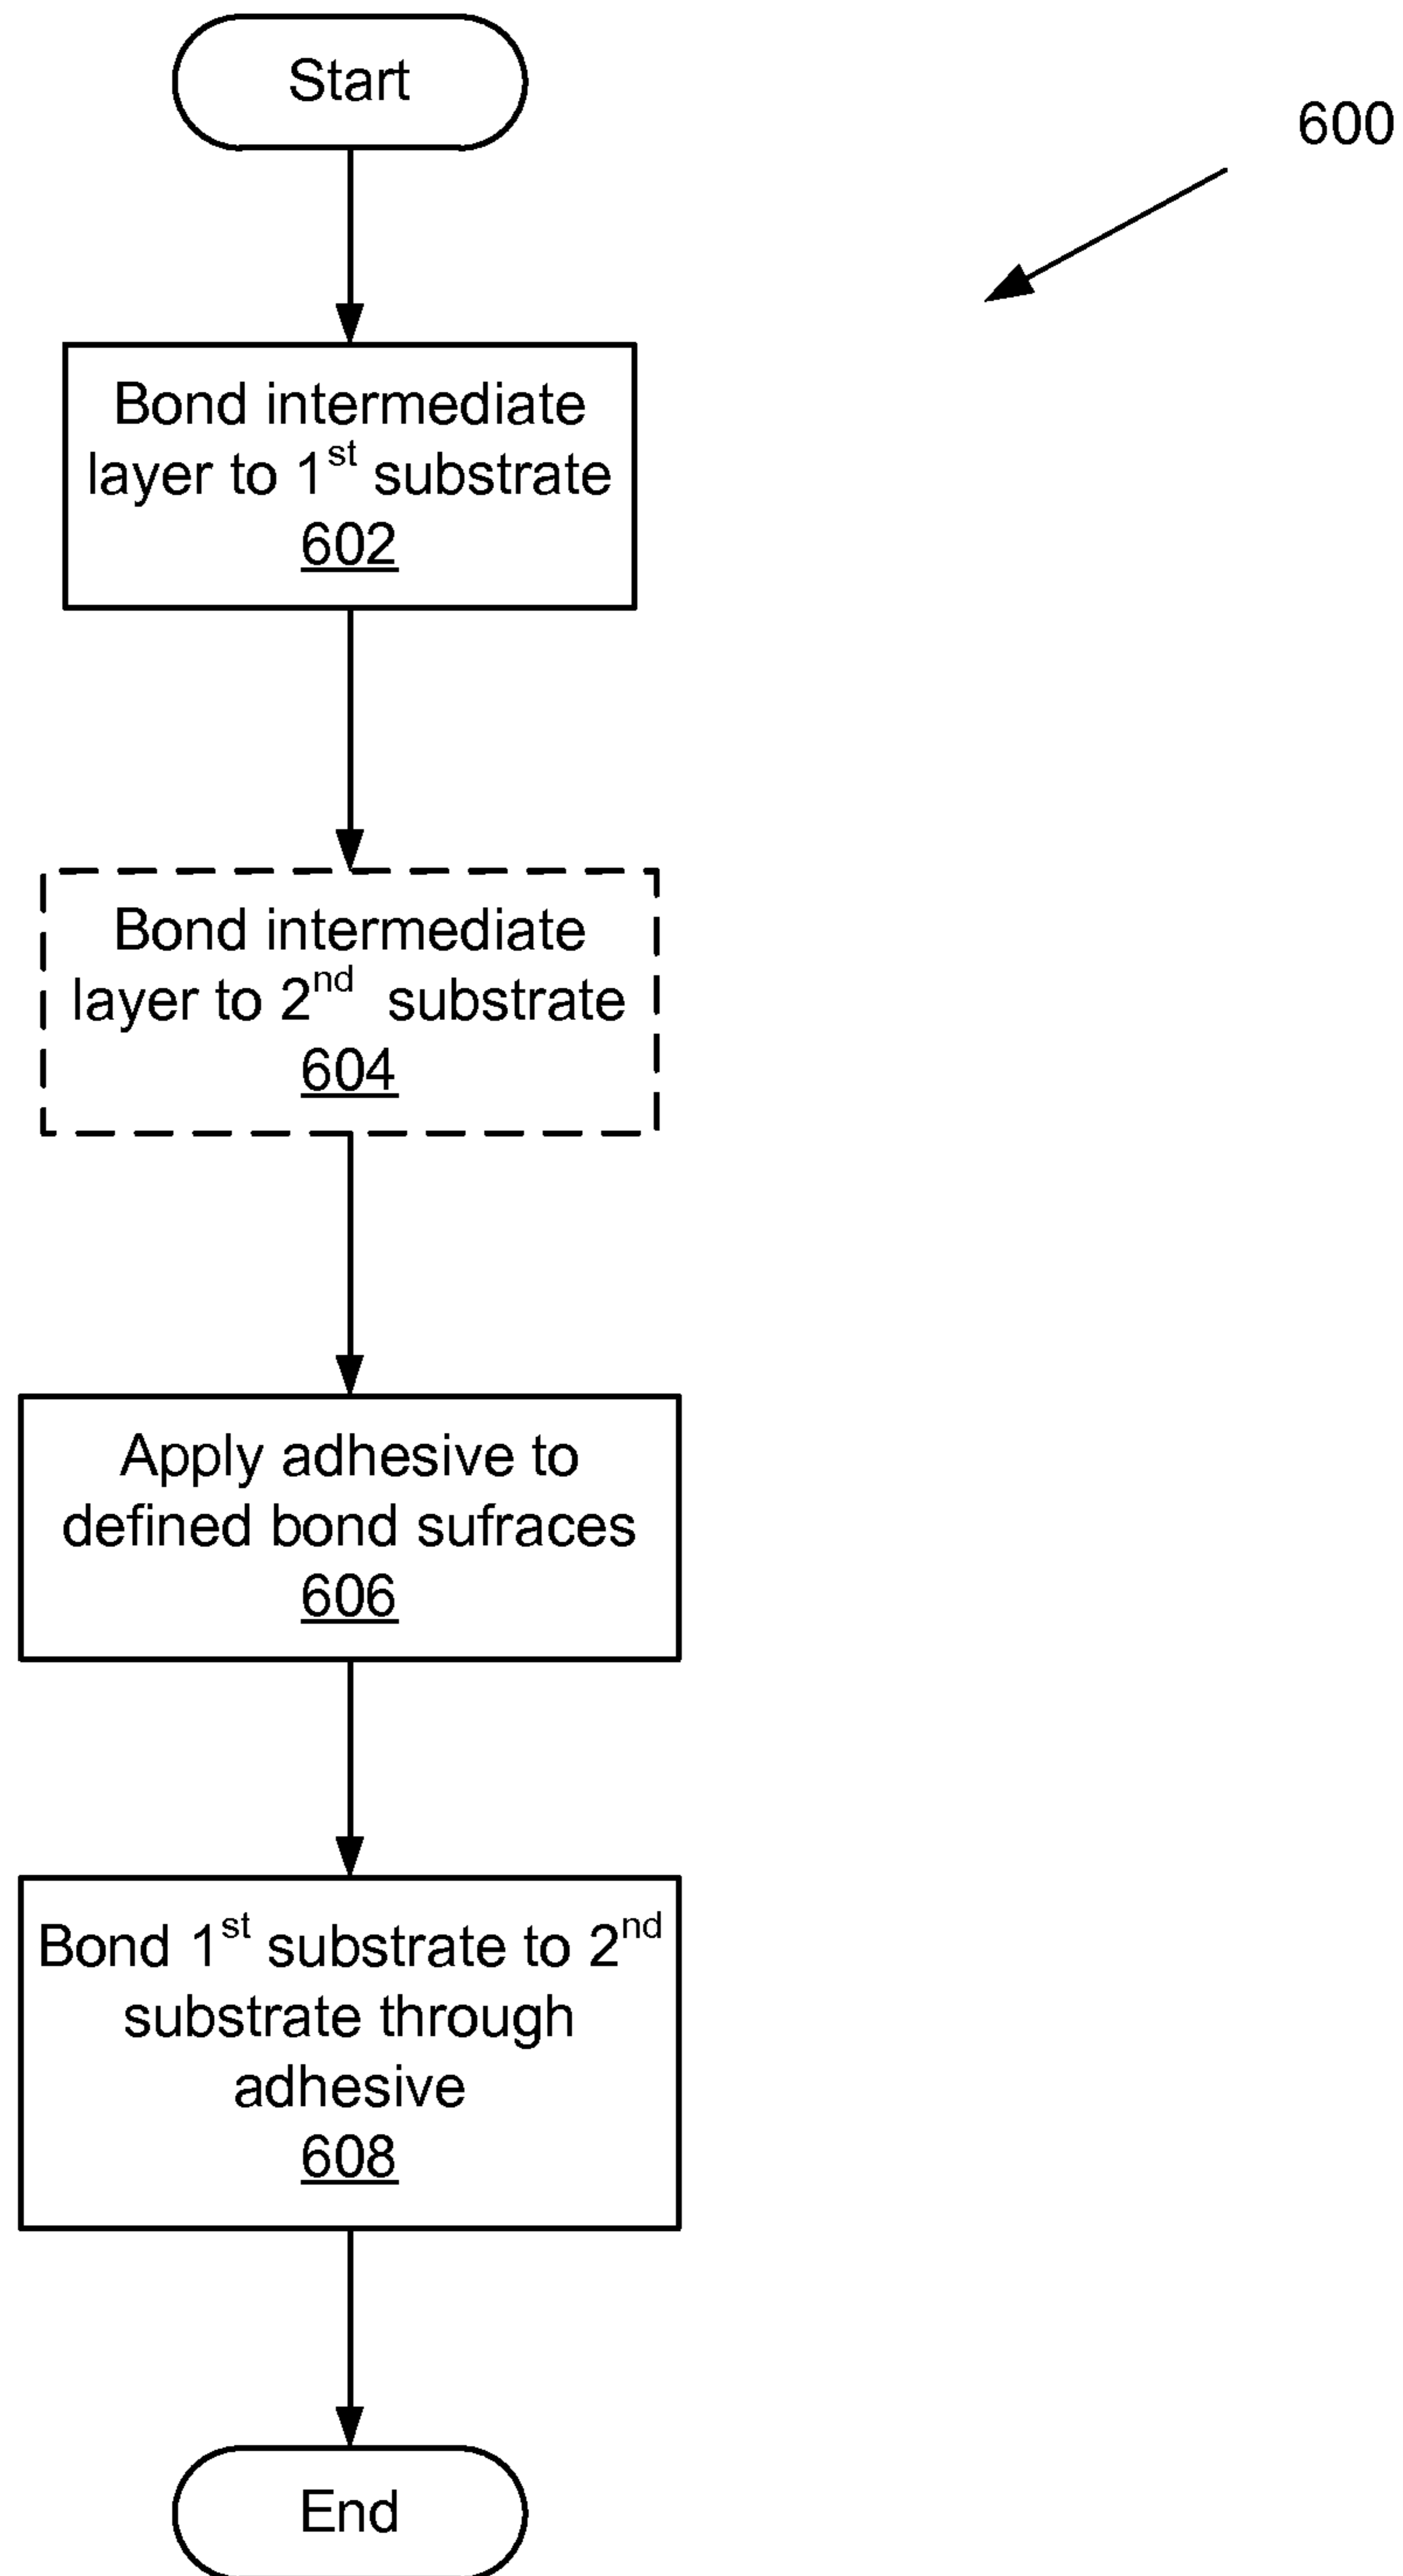 Start
600
Bond intermediate
layer to 1st substrate
602
Bond intermediate
layer to 2nd substrate
604
Apply adhesive to
defined bond sufraces
606
Bond 1st substrate to 2nd
substrate through
adhesive
608
End